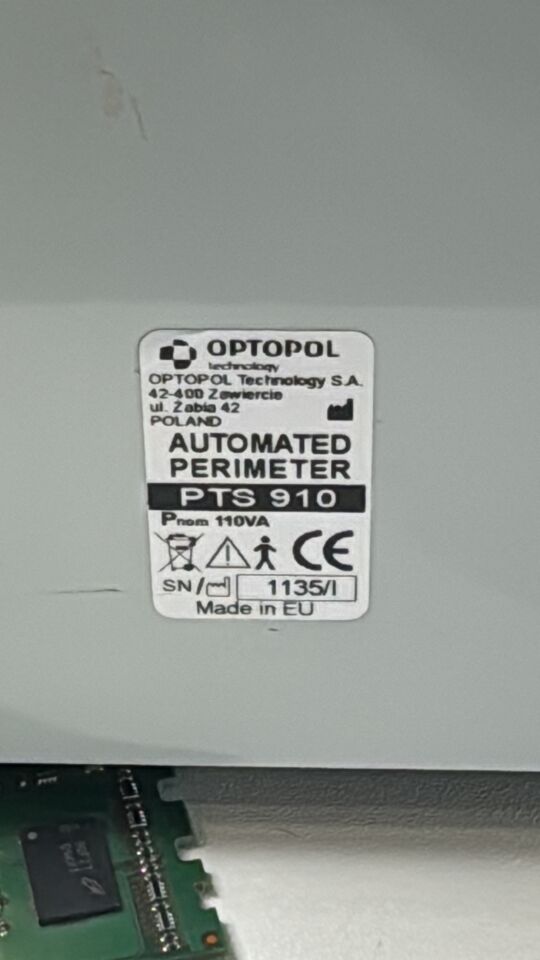 OPTOPOL
technology
OPTOPOL Technology S.A.
42-400 Zawiercie
ul. Żabia 42
POLAND
AUTOMATED
PERIMETER
PTS 910
Pnom 110VA
CE
SN/ 1135/I
Made in EU